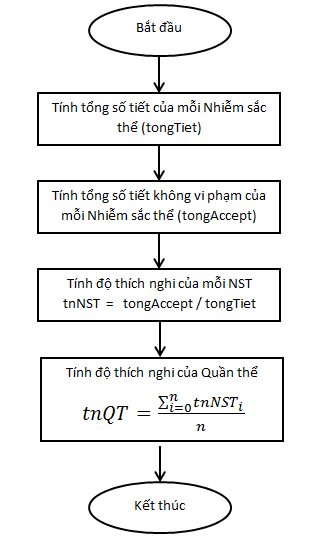 Bắt đầu
Tính tổng số tiết của mỗi Nhiễm sắc
thể (tongTiet)
Tính tổng số tiết không vi phạm của
mỗi Nhiễm sắc thể (tongAccept)
Tính độ thích nghi của mỗi NST
tnNST = tongAccept / tongTiet
Tính độ thích nghi của Quần thể
tnQT = \frac{\sum_{i=0}^{n} tnNST_i}{n}
Kết thúc